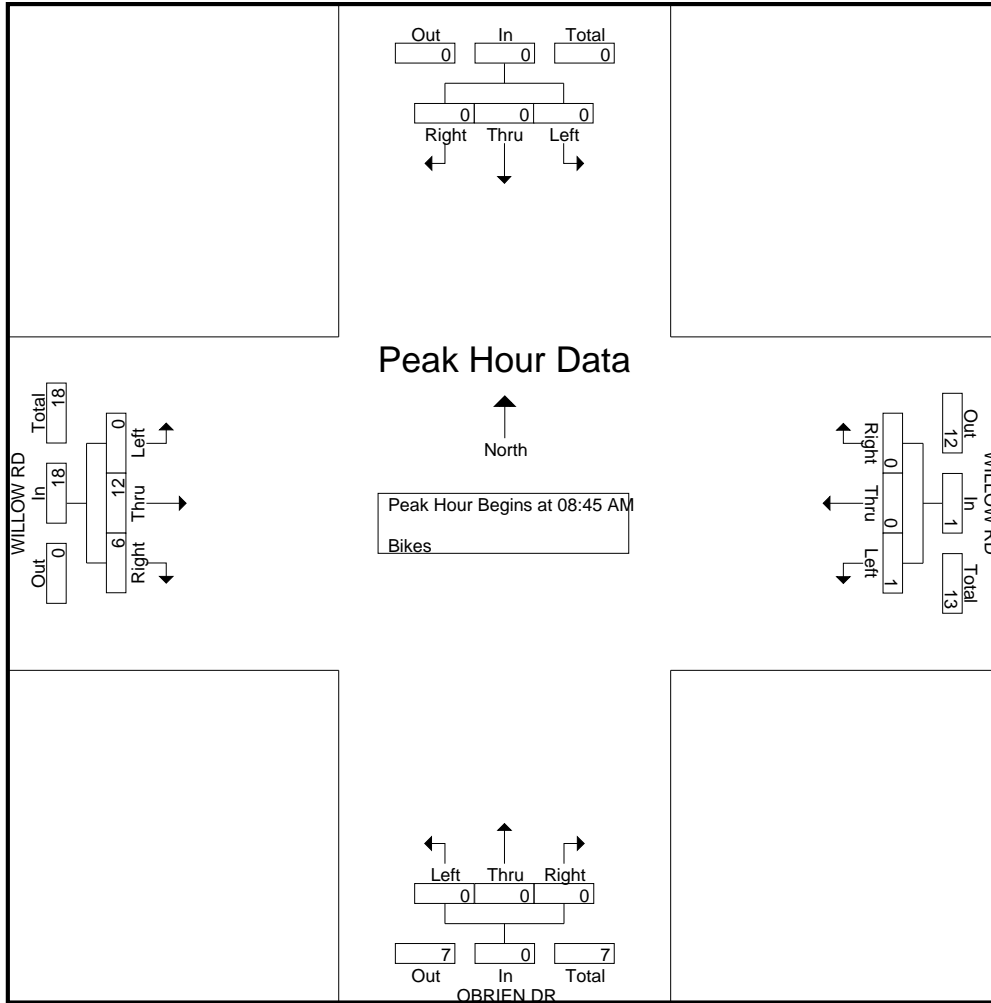 Out In Total
0 0 0
0 0 0
Right Thru Left
Peak Hour Data
North
Peak Hour Begins at 08:45 AM
Bikes
WILLOW RD
Total In Out
18 18 0
0 12 6
Left Thru Right
Right Thru Left
0 0 1
Out In Total
12 1 13
WILLOW RD
Left Thru Right
0 0 0
7 0 7
Out In Total
OBRIEN DR